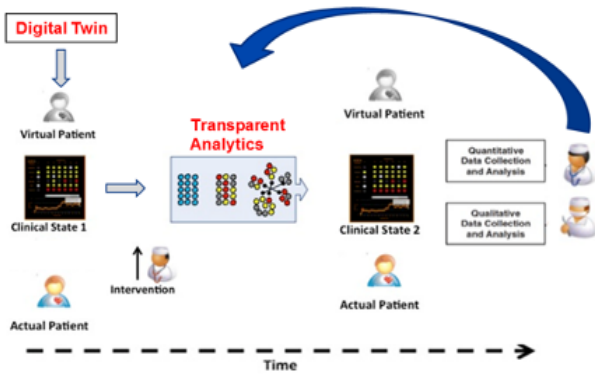 Digital Twin
Virtual Patient
Clinical State 1
Actual Patient
Intervention
Transparent
Analytics
Virtual Patient
Clinical State 2
Actual Patient
Quantitative
Data Collection
and Analysis
Qualitative
Data Collection
and Analysis
Time